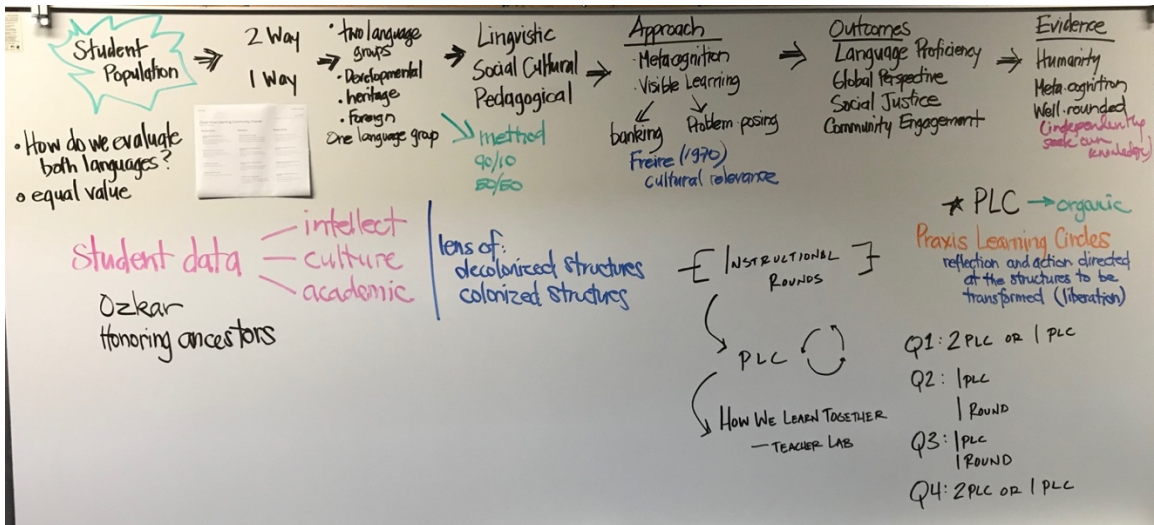 Student
Population
2 Way
1 Way
• two language
groups
• Developmental
• heritage
• Foreign
One language group
Lingvistic
Social Cultural
Pedagogical
method
90/10
50/50
Approach
• Metacognition
• Visible Learning
banking
Problem-posing
Freire (1970)
cultural relevance
Outcomes
Language Proficiency
Global Perspective
Social Justice
Community Engagement
Evidence
Humanity
Meta-cognition
Well-rounded
(independently
seek own
knowledge)
• How do we evaluate
both languages?
• equal value
Student data
intellect
culture
academic
Ozkar
Honoring ancestors
lens of:
decolonized structures
colonized structures
[INSTRUCTIONAL
ROUNDS]
PLC
HOW WE LEARN TOGETHER
— TEACHER LAB
* PLC → organic
Praxis Learning Circles
reflection and action directed
at the structures to be
transformed (liberation)
Q1: 2 PLC OR 1 PLC
Q2: 1 PLC
1 ROUND
Q3: 1 PLC
1 ROUND
Q4: 2 PLC OR 1 PLC